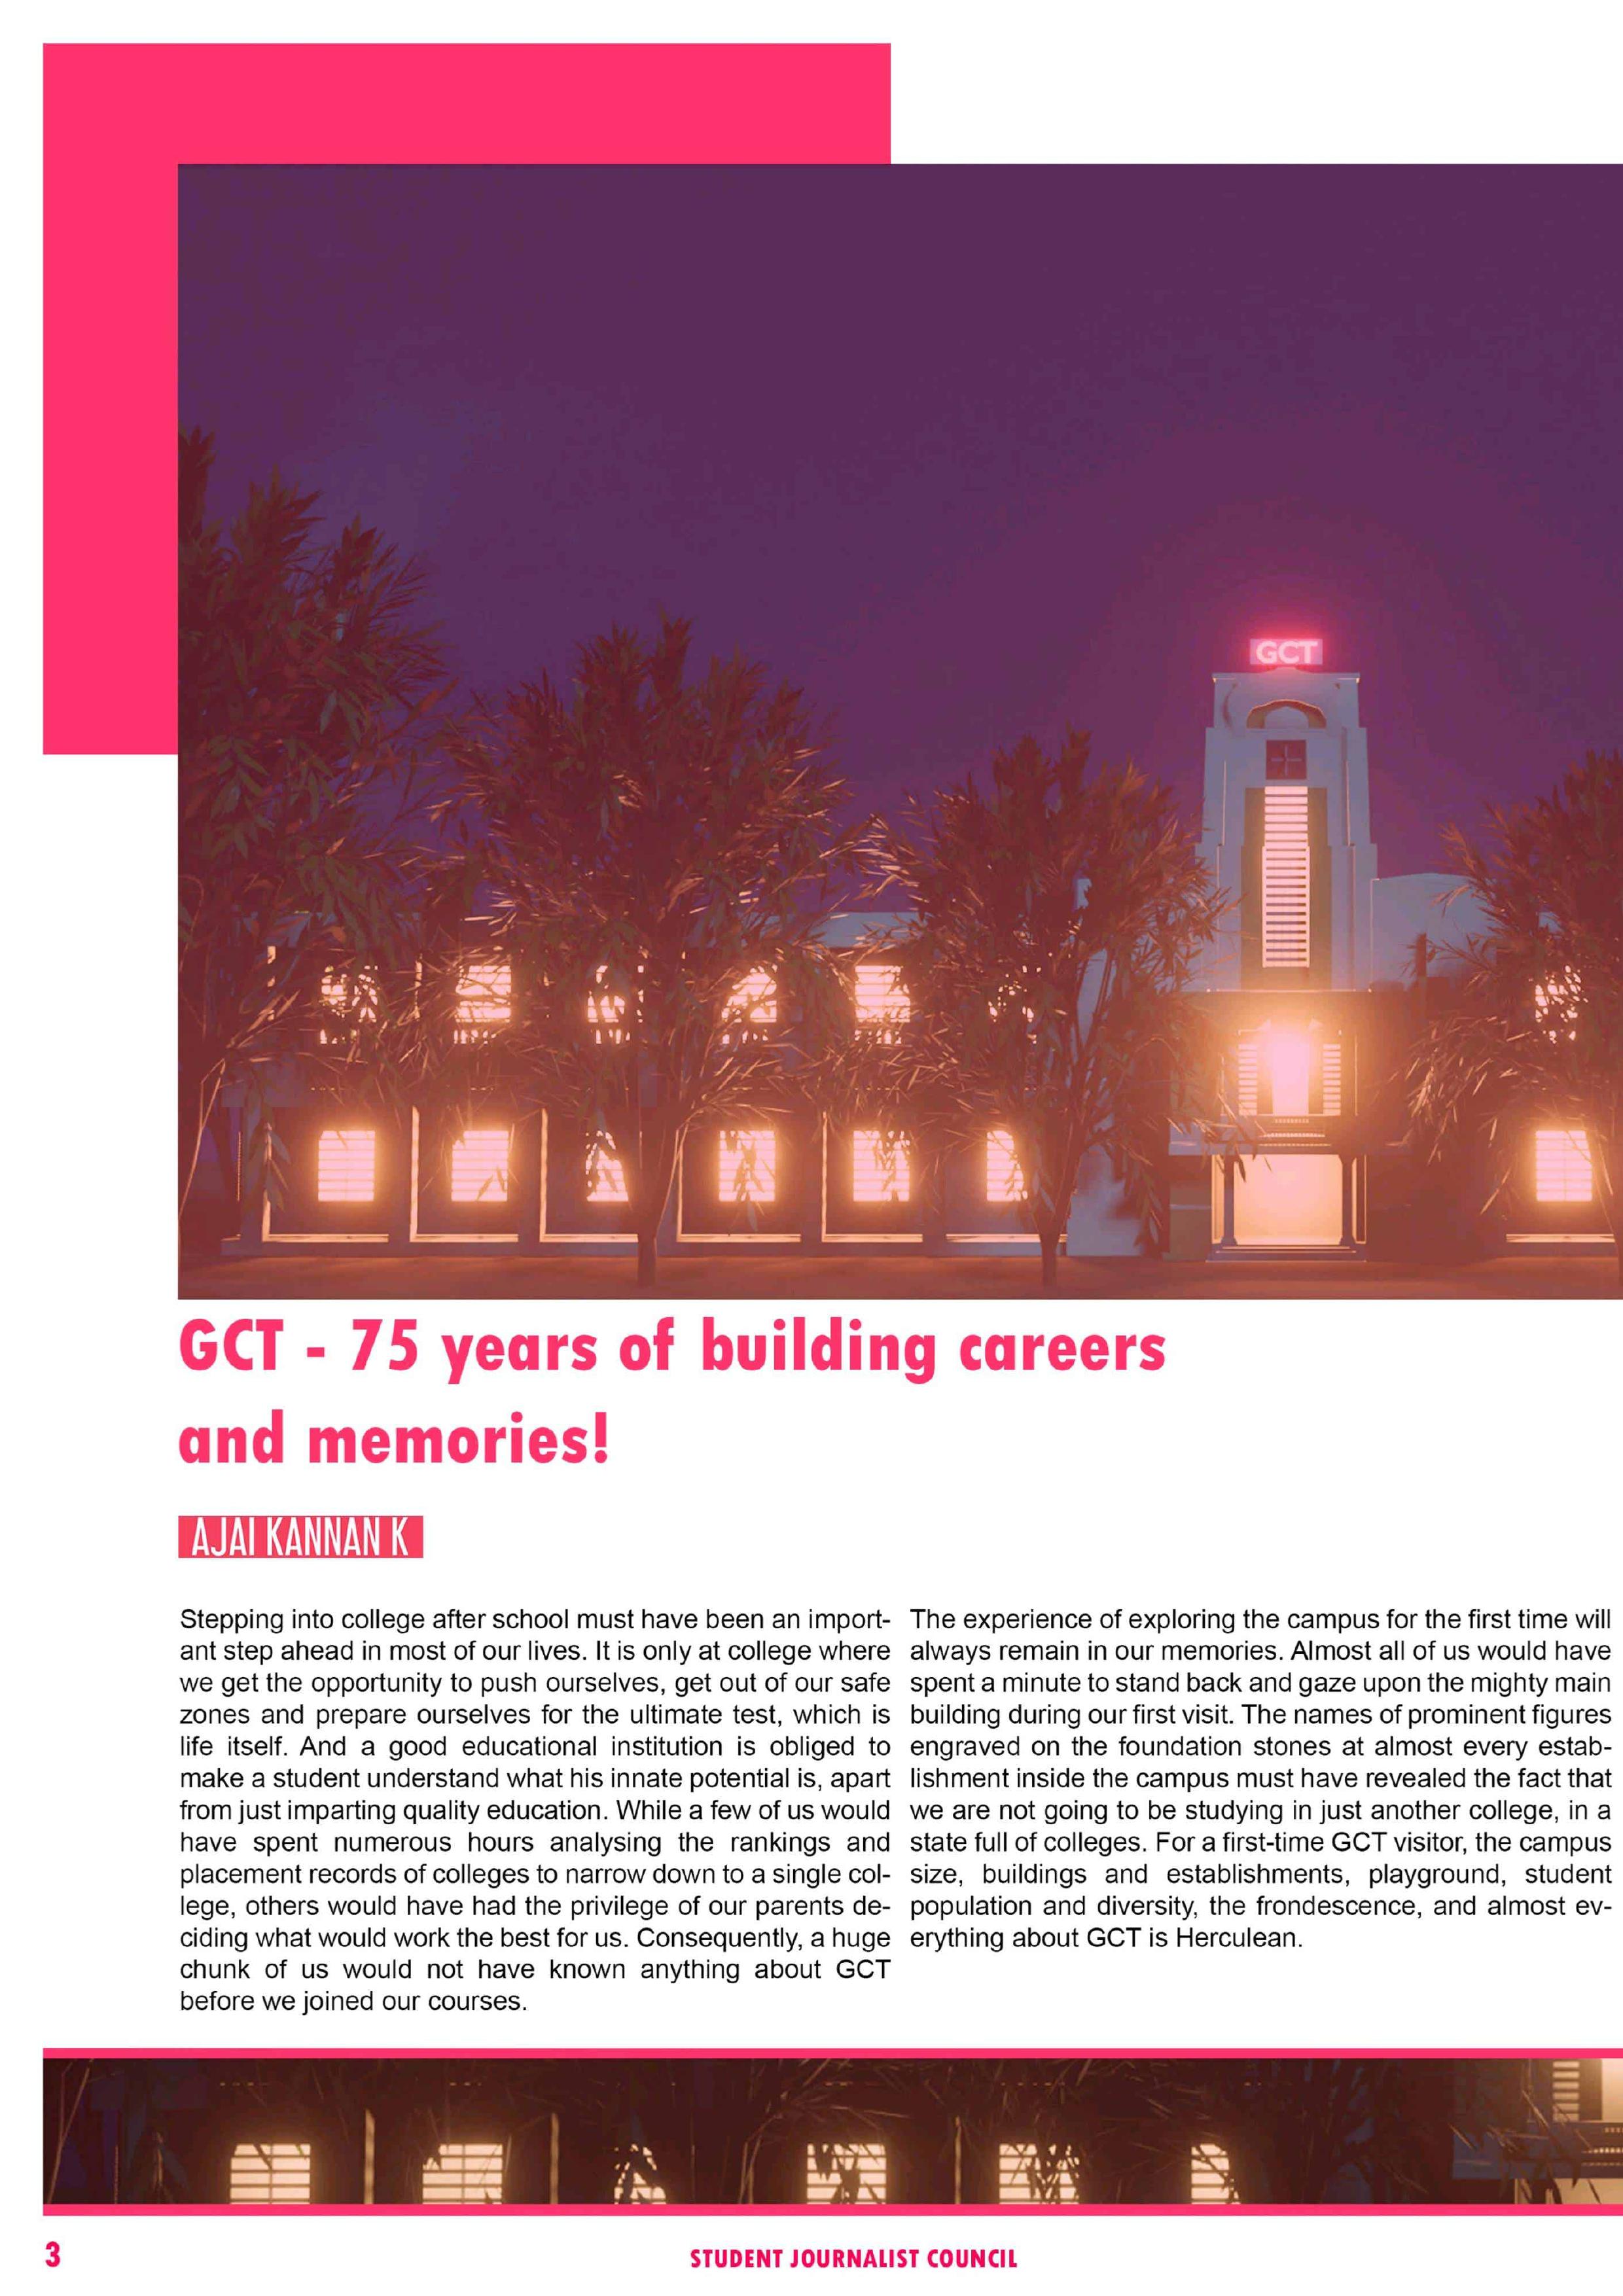 GCT
GCT - 75 years of building careers
and memories!
AJAI KANNAN K
Stepping into college after school must have been an import-
ant step ahead in most of our lives. It is only at college where
we get the opportunity to push ourselves, get out of our safe
zones and prepare ourselves for the ultimate test, which is
life itself. And a good educational institution is obliged to
make a student understand what his innate potential is, apart
from just imparting quality education. While a few of us would
have spent numerous hours analysing the rankings and
placement records of colleges to narrow down to a single col-
lege, others would have had the privilege of our parents de-
ciding what would work the best for us. Consequently, a huge
chunk of us would not have known anything about GCT
before we joined our courses.
The experience of exploring the campus for the first time will
always remain in our memories. Almost all of us would have
spent a minute to stand back and gaze upon the mighty main
building during our first visit. The names of prominent figures
engraved on the foundation stones at almost every estab-
lishment inside the campus must have revealed the fact that
we are not going to be studying in just another college, in a
state full of colleges. For a first-time GCT visitor, the campus
size, buildings and establishments, playground, student
population and diversity, the frondescence, and almost ev-
erything about GCT is Herculean.
3
STUDENT JOURNALIST COUNCIL